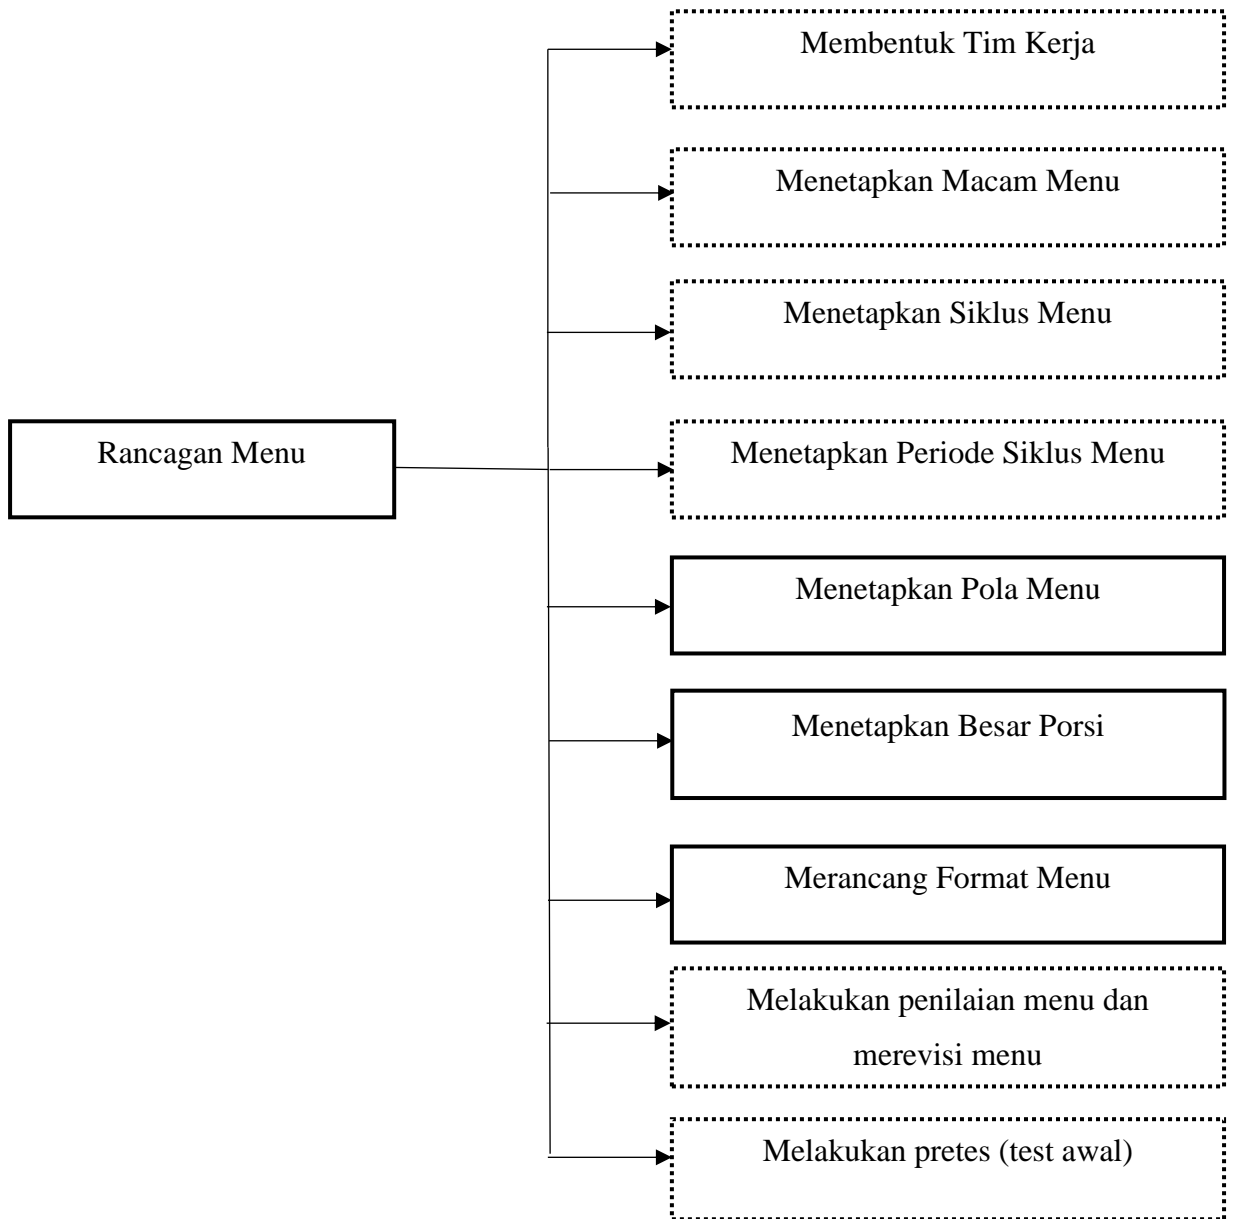 Membentuk Tim Kerja
Menetapkan Macam Menu
Menetapkan Siklus Menu
Rancagan Menu
Menetapkan Periode Siklus Menu
Menetapkan Pola Menu
Menetapkan Besar Porsi
Merancang Format Menu
Melakukan penilaian menu dan
merevisi menu
Melakukan pretes (test awal)